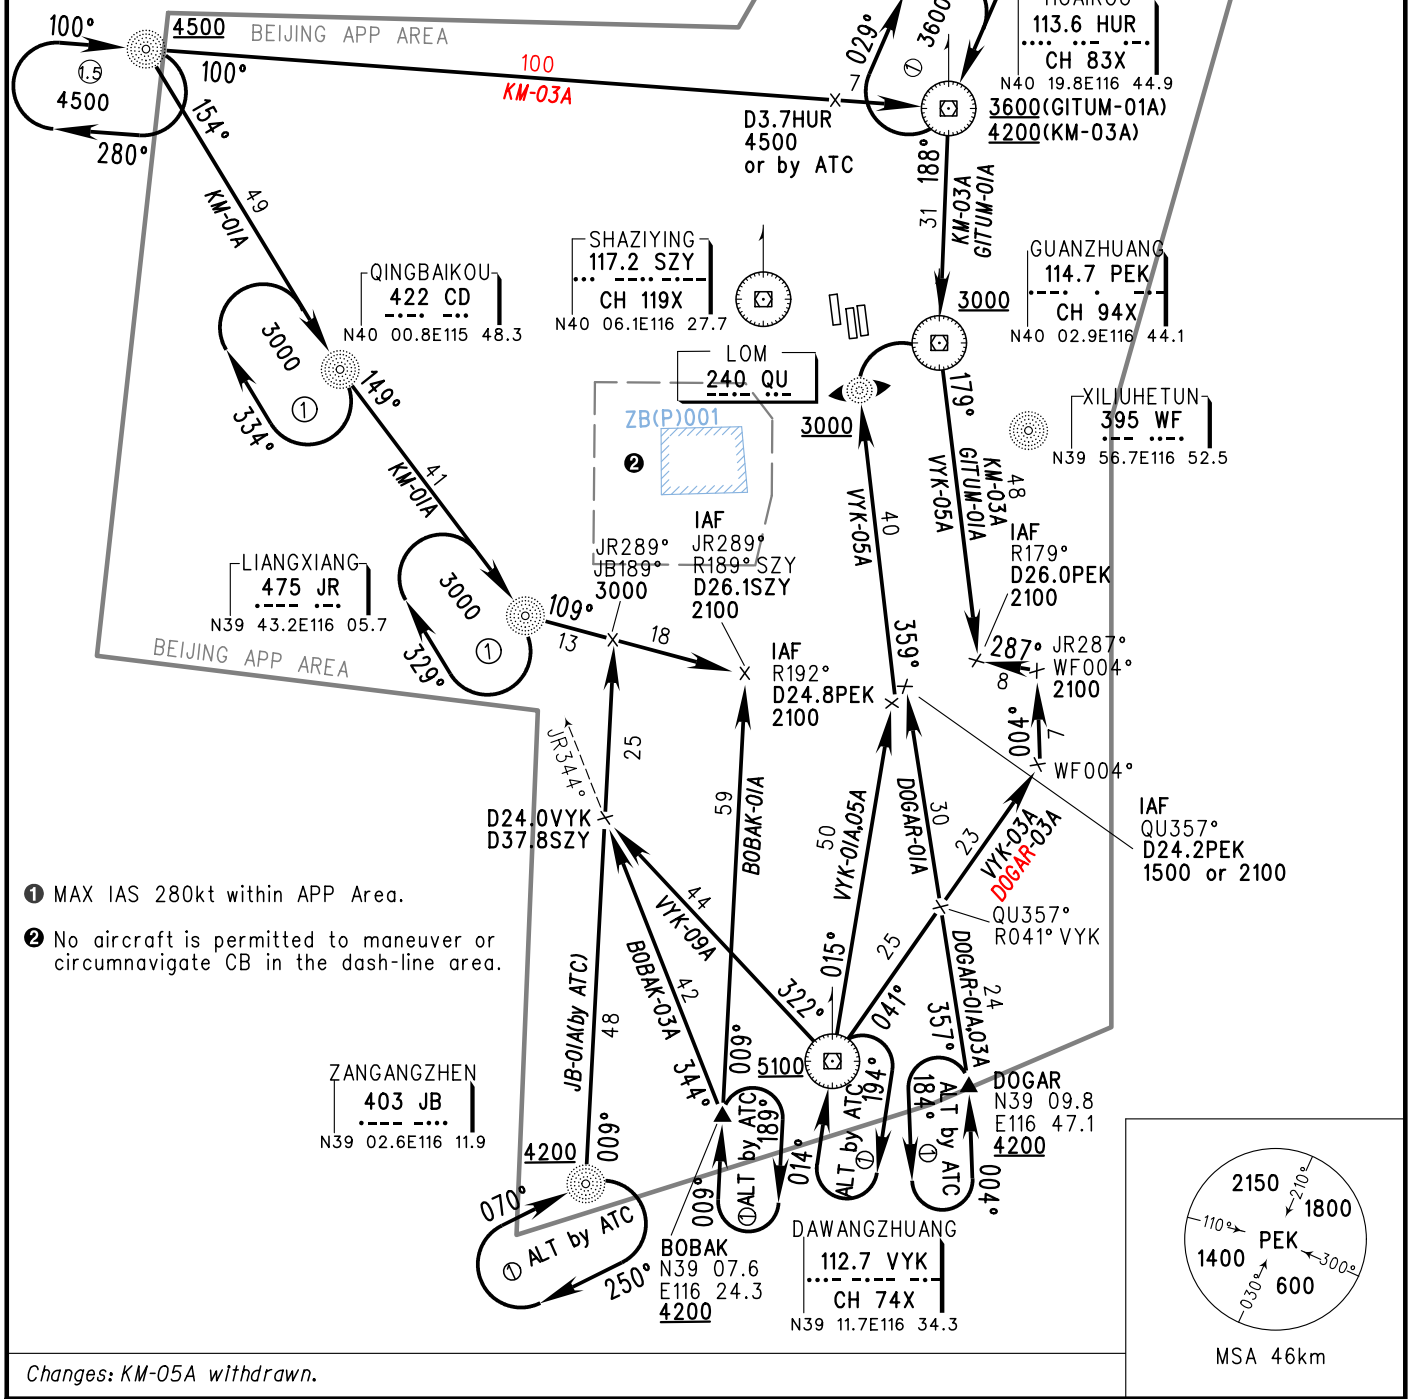 100°
4500
BEIJING APP AREA
100°
1.5
4500
280°
154°
100
KM-03A
7
029°
3600
1
D3.7HUR
4500
or by ATC
HUAIROU
113.6 HUR
CH 83X
N40 19.8E116 44.9
3600(GITUM-01A)
4200(KM-03A)
188°
31
KM-03A
GITUM-01A
49
KM-01A
QINGBAIKOU
422 CD
N40 00.8E115 48.3
SHAZIYING
117.2 SZY
CH 119X
N40 06.1E116 27.7
GUANZHUANG
114.7 PEK
CH 94X
N40 02.9E116 44.1
3000
3000
1
334°
149°
LOM
240 QU
3000
179°
XILIUHETUN
395 WF
N39 56.7E116 52.5
ZB(P)001
2
41
KM-01A
VYK-05A
40
VYK-05A
GITUM-01A
KM-03A
48
IAF
R179°
D26.0PEK
2100
IAF
JR289°
R189° SZY
D26.1SZY
2100
JR289°
JB189°
3000
LIANGXIANG
475 JR
N39 43.2E116 05.7
3000
1
329°
109°
13
18
BEIJING APP AREA
IAF
R192°
D24.8PEK
2100
359°
287°
8
JR287°
WF004°
2100
004°
7
WF004°
JR344°
25
59
BOBAK-01A
D24.0VYK
D37.8SZY
50
VYK-01A,05A
DOGAR-01A
30
23
VYK-03A
DOGAR-03A
IAF
QU357°
D24.2PEK
1500 or 2100
1 MAX IAS 280kt within APP Area.
2 No aircraft is permitted to maneuver or
circumnavigate CB in the dash-line area.
44
VYK-09A
BOBAK-03A
42
JB-01A(by ATC)
48
QU357°
R041° VYK
322°
015°
25
041°
DOGAR-01A,03A
24
357°
344°
009°
5100
ZANGANGZHEN
403 JB
N39 02.6E116 11.9
4200
009°
070°
1 ALT by ATC
250°
009°
1 ALT by ATC
189°
014°
ALT by ATC
1
194°
184°
ALT by ATC
1
004°
DOGAR
N39 09.8
E116 47.1
4200
BOBAK
N39 07.6
E116 24.3
4200
DAWANGZHUANG
112.7 VYK
CH 74X
N39 11.7E116 34.3
2150
210°
1800
110°
PEK
1400
300°
030°
600
MSA 46km
Changes: KM-05A withdrawn.